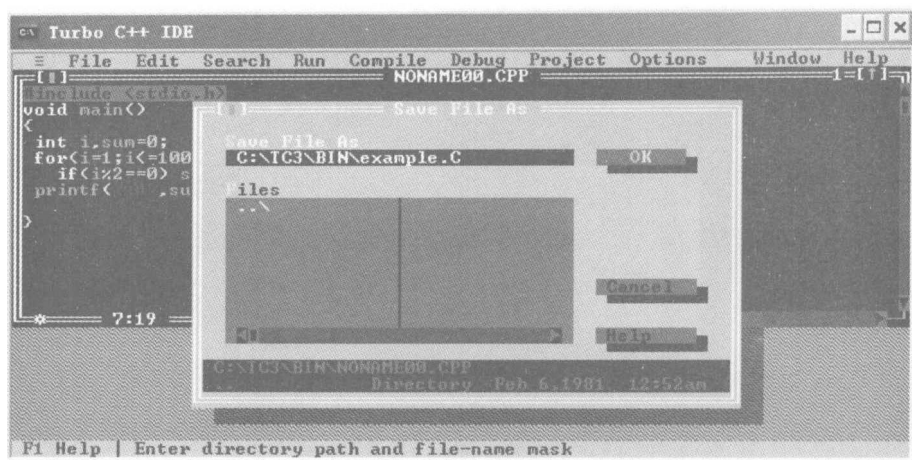 Turbo C++ IDE
≡ File Edit Search Run Compile Debug Project Options Window Help
NONAME00.CPP 1=[↑]
#include <stdio.h>
void main()
{
int i,sum=0;
for(i=1;i<=100
if(i%2==0) s
printf( ,su
}
7:19
Save File As
Save File As
C:\TC3\BIN\example.C
OK
Files
..\
Cancel
Help
C:\TC3\BIN\NONAME00.CPP
.. Directory Feb 6,1981 12:52am
F1 Help | Enter directory path and file-name mask